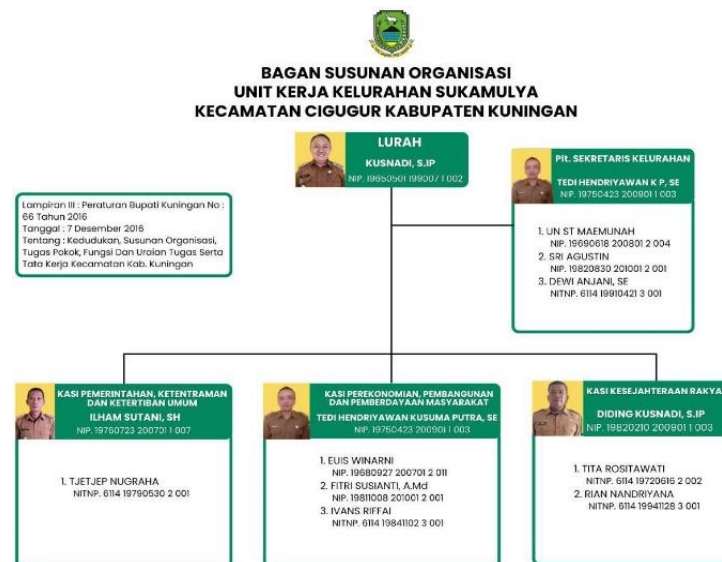 BAGAN SUSUNAN ORGANISASI
UNIT KERJA KELURAHAN SUKAMULYA
KECAMATAN CIGUGUR KABUPATEN KUNINGAN
LURAH
KUSNADI, S.IP
NIP. 19650501 199007 1 002
Plt. SEKRETARIS KELURAHAN
TEDI HENDRIYAWAN K P, SE
NIP. 19750423 200901 1 003
1. UN ST MAEMUNAH
NIP. 19690618 200801 2 004
2. SRI AGUSTIN
NIP. 19820830 201001 2 001
3. DEWI ANJANI, SE
NITNP. 6114 19910421 3 001
Lampiran III : Peraturan Bupati Kuningan No :
66 Tahun 2016
Tanggal : 7 Desember 2016
Tentang : Kedudukan, Susunan Organisasi,
Tugas Pokok, Fungsi Dan Uraian Tugas Serta
Tata Kerja Kecamatan Kab. Kuningan
KASI PEMERINTAHAN, KETENTRAMAN
DAN KETERTIBAN UMUM
ILHAM SUTANI, SH
NIP. 19760723 200701 1 007
1. TJETJEP NUGRAHA
NITNP. 6114 19790530 2 001
KASI PEREKONOMIAN, PEMBANGUNAN
DAN PEMBERDAYAAN MASYARAKAT
TEDI HENDRIYAWAN KUSUMA PUTRA, SE
NIP. 19750423 200901 1 003
1. EUIS WINARNI
NIP. 19680927 200701 2 011
2. FITRI SUSIANTI, A.Md
NIP. 19811008 201001 2 001
3. IVANS RIFFAI
NITNP. 6114 19841102 3 001
KASI KESEJAHTERAAN RAKYA
DIDING KUSNADI, S.IP
NIP. 19820210 200901 1 003
1. TITA ROSITAWATI
NITNP. 6114 19720616 2 002
2. RIAN NANDRIYANA
NITNP. 6114 19941128 3 001